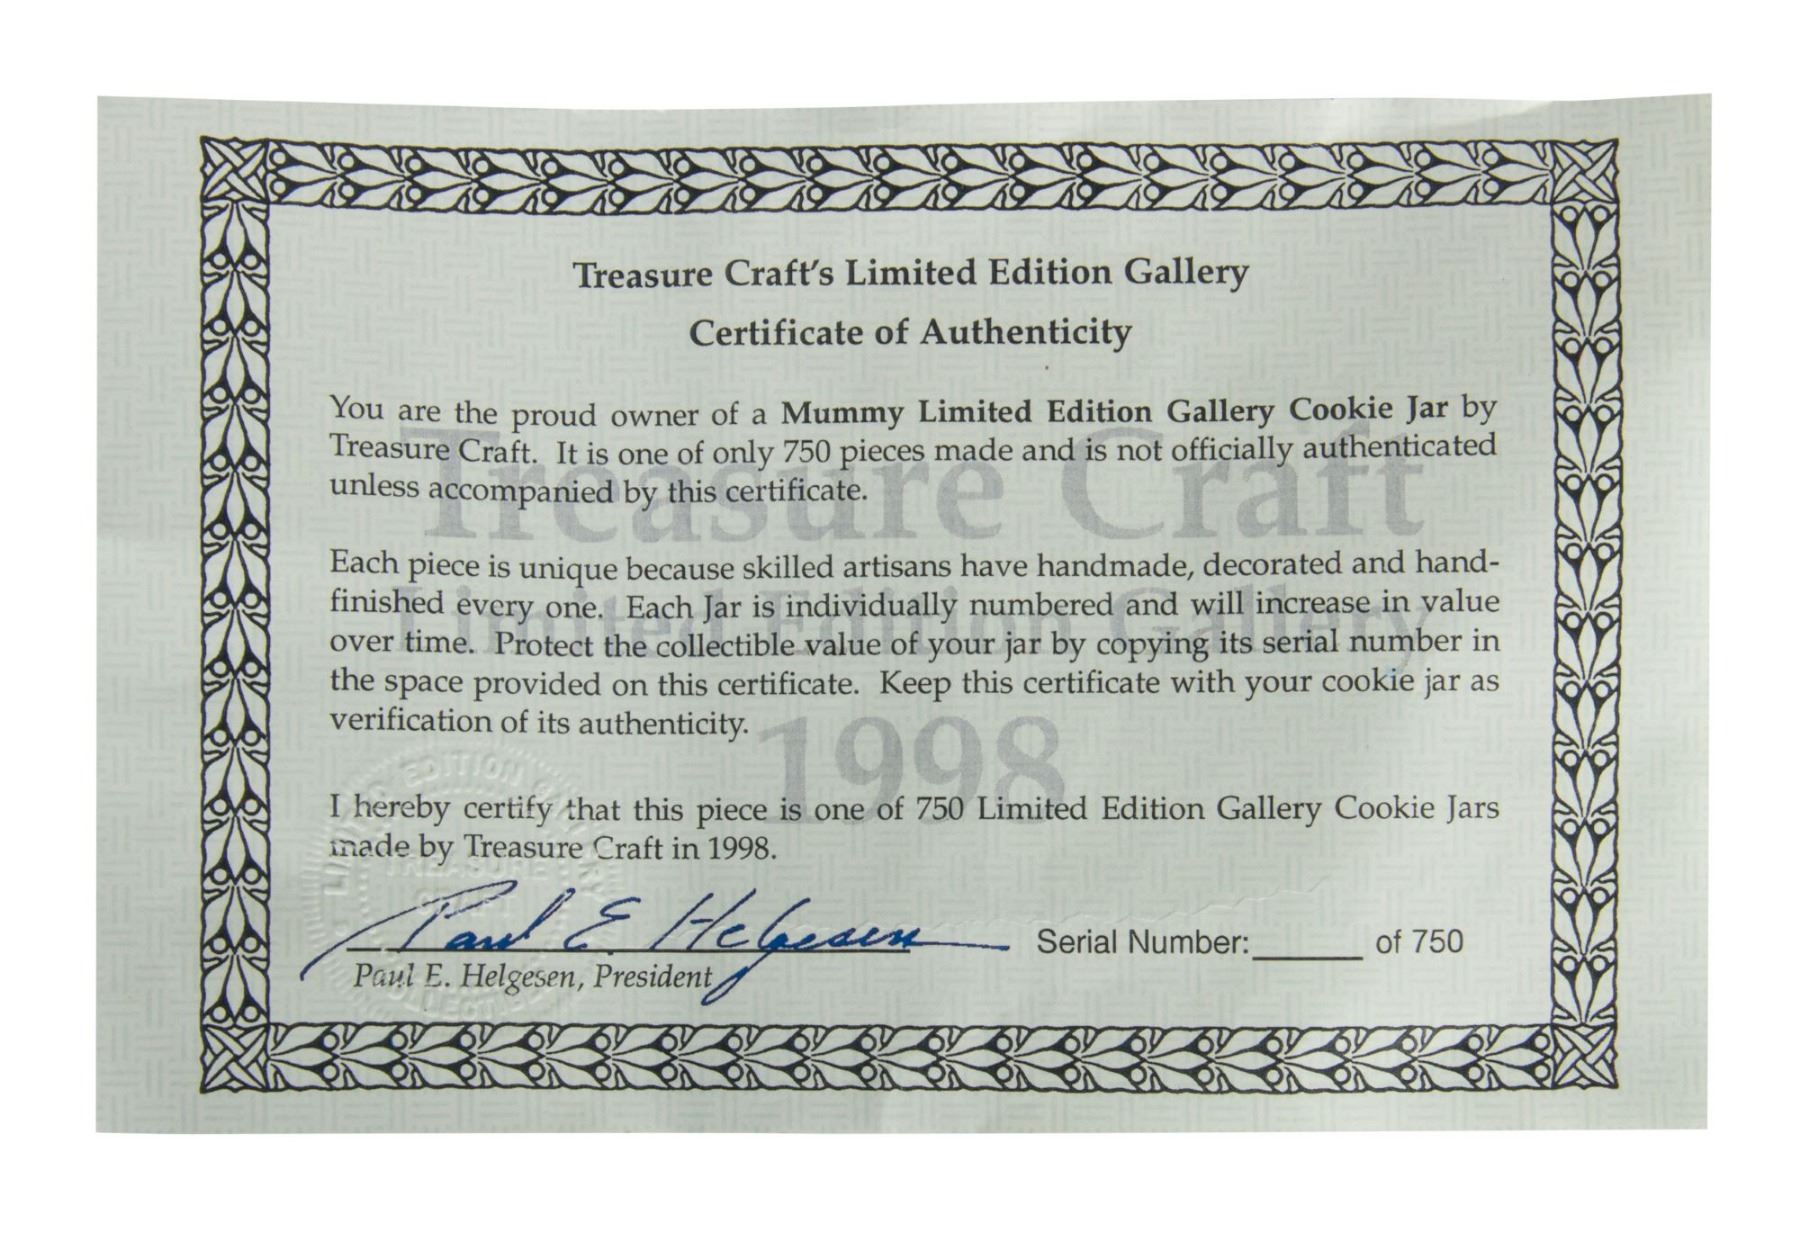 Treasure Craft's Limited Edition Gallery
Certificate of Authenticity
You are the proud owner of a Mummy Limited Edition Gallery Cookie Jar by
Treasure Craft. It is one of only 750 pieces made and is not officially authenticated
unless accompanied by this certificate.
Treasure Craft
Each piece is unique because skilled artisans have handmade, decorated and hand-
finished every one. Each Jar is individually numbered and will increase in value
Limited Edition Gallery
over time. Protect the collectible value of your jar by copying its serial number in
the space provided on this certificate. Keep this certificate with your cookie jar as
verification of its authenticity.
1998
I hereby certify that this piece is one of 750 Limited Edition Gallery Cookie Jars
made by Treasure Craft in 1998.
Paul E. Helgesen
Serial Number:______ of 750
Paul E. Helgesen, President
LIMITED EDITION GALLERY
TREASURE
CRAFT